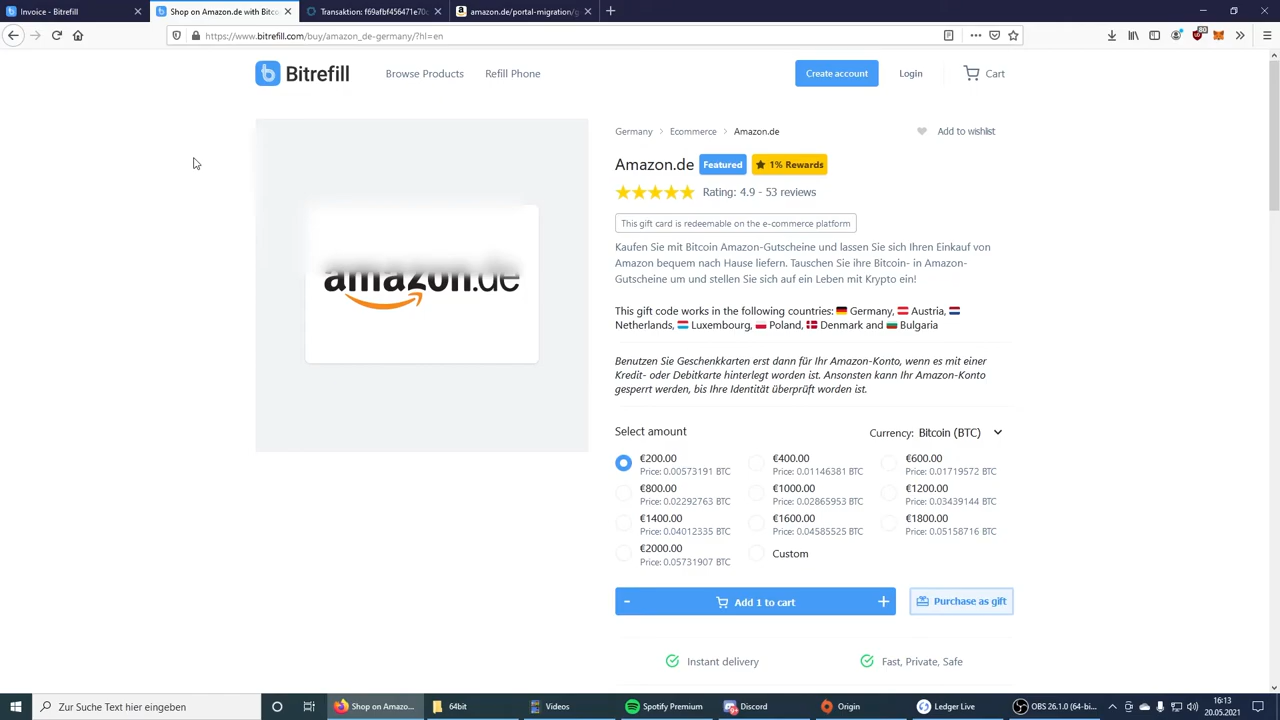 Invoice - Bitrefill
Shop on Amazon.de with Bitco
Transaktion: f69afbf456471e70c
amazon.de/portal-migration/g
https://www.bitrefill.com/buy/amazon_de-germany/?hl=en
80
Bitrefill
Browse Products
Refill Phone
Create account
Login
Cart
Germany > Ecommerce > Amazon.de
Add to wishlist
Amazon.de
Featured
1% Rewards
Rating: 4.9 - 53 reviews
This gift card is redeemable on the e-commerce platform
Kaufen Sie mit Bitcoin Amazon-Gutscheine und lassen Sie sich Ihren Einkauf von
Amazon bequem nach Hause liefern. Tauschen Sie ihre Bitcoin- in Amazon-
Gutscheine um und stellen Sie sich auf ein Leben mit Krypto ein!
amazon.de
This gift code works in the following countries: Germany, Austria,
Netherlands, Luxembourg, Poland, Denmark and Bulgaria
Benutzen Sie Geschenkkarten erst dann für Ihr Amazon-Konto, wenn es mit einer
Kredit- oder Debitkarte hinterlegt worden ist. Ansonsten kann Ihr Amazon-Konto
gesperrt werden, bis Ihre Identität überprüft worden ist.
Select amount
Currency: Bitcoin (BTC)
€200.00
Price: 0.00573191 BTC
€400.00
Price: 0.01146381 BTC
€600.00
Price: 0.01719572 BTC
€800.00
Price: 0.02292763 BTC
€1000.00
Price: 0.02865953 BTC
€1200.00
Price: 0.03439144 BTC
€1400.00
Price: 0.04012335 BTC
€1600.00
Price: 0.04585525 BTC
€1800.00
Price: 0.05158716 BTC
€2000.00
Price: 0.05731907 BTC
Custom
- Add 1 to cart +
Purchase as gift
Instant delivery
Fast, Private, Safe
Zur Suche Text hier eingeben
Shop on Amazo...
64bit
Videos
Spotify Premium
Discord
Origin
Ledger Live
OBS 26.1.0 (64-bit...
16:13
20.05.2021